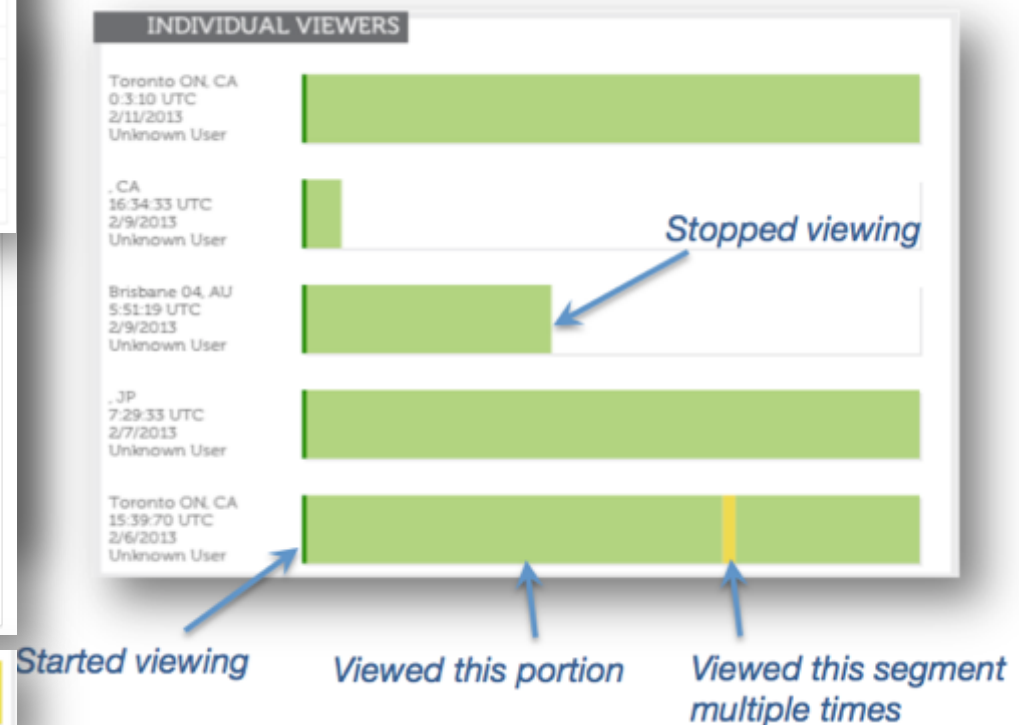 INDIVIDUAL VIEWERS
Toronto ON, CA
0:3:10 UTC
2/11/2013
Unknown User
, CA
16:34:33 UTC
2/9/2013
Unknown User
Stopped viewing
Brisbane 04, AU
5:51:19 UTC
2/9/2013
Unknown User
, JP
7:29:33 UTC
2/7/2013
Unknown User
Toronto ON, CA
15:39:70 UTC
2/6/2013
Unknown User
Started viewing
Viewed this portion
Viewed this segment
multiple times